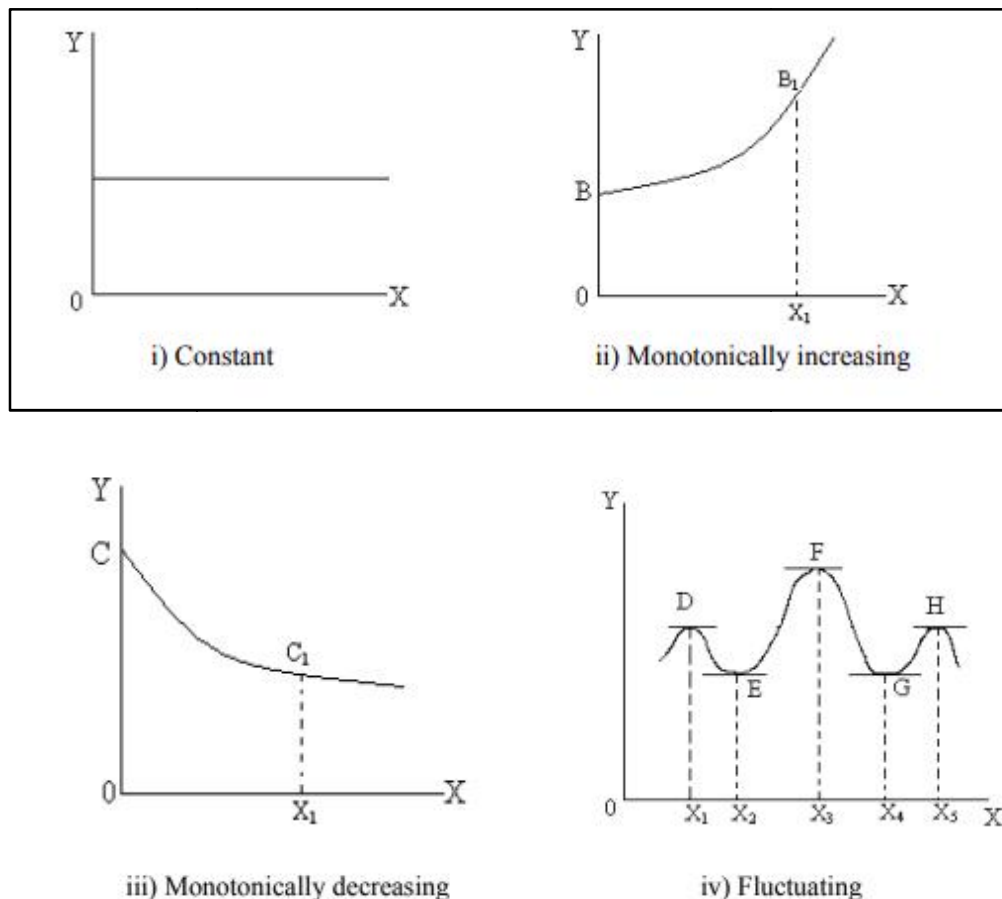 Y
0
X
i) Constant
Y
B₁
B
0
X₁
X
ii) Monotonically increasing
Y
C
C₁
0
X₁
X
iii) Monotonically decreasing
Y
F
D
H
E
G
0
X₁ X₂ X₃ X₄ X₅ X
iv) Fluctuating